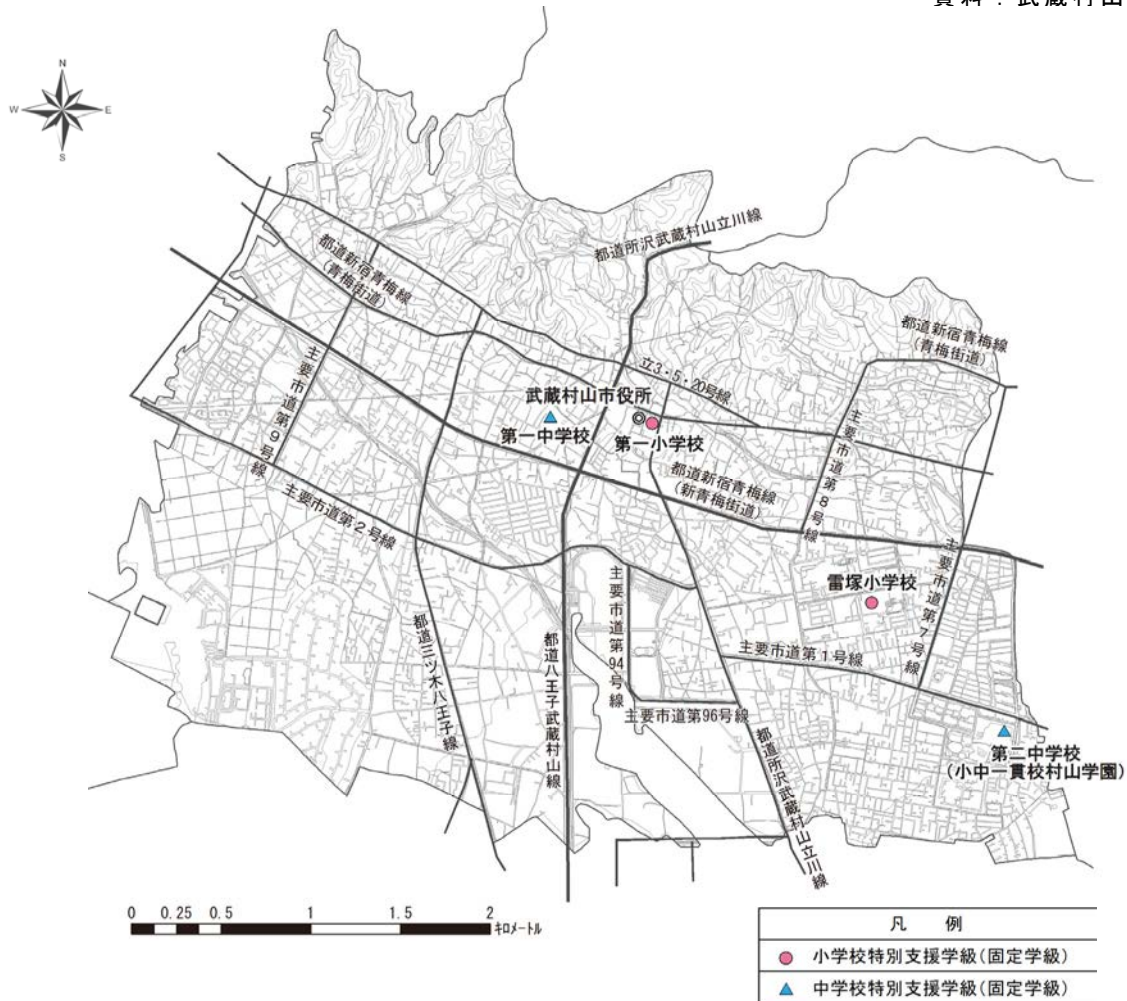 資料：武蔵村山
N
W
E
S
都道所沢武蔵村山立川線
都道新宿青梅線
(青梅街道)
都道新宿青梅線
(青梅街道)
立3・5・20号線
主要市道第9号線
武蔵村山市役所
第一中学校
第一小学校
主要市道第8号線
都道新宿青梅線
(新青梅街道)
主要市道第2号線
主要市道第7号線
雷塚小学校
主要市道第94号線
都道三ツ木八王子線
都道八王子武蔵村山線
主要市道第1号線
主要市道第96号線
都道所沢武蔵村山立川線
第二中学校
(小中一貫校村山学園)
0 0.25 0.5 1 1.5 2
キロメートル
凡 例
小学校特別支援学級(固定学級)
中学校特別支援学級(固定学級)